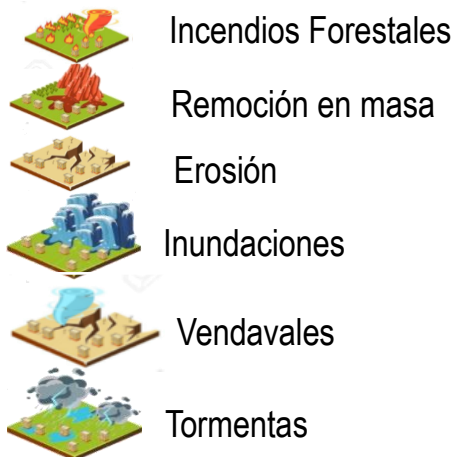 Incendios Forestales
Remoción en masa
Erosión
Inundaciones
Vendavales
Tormentas